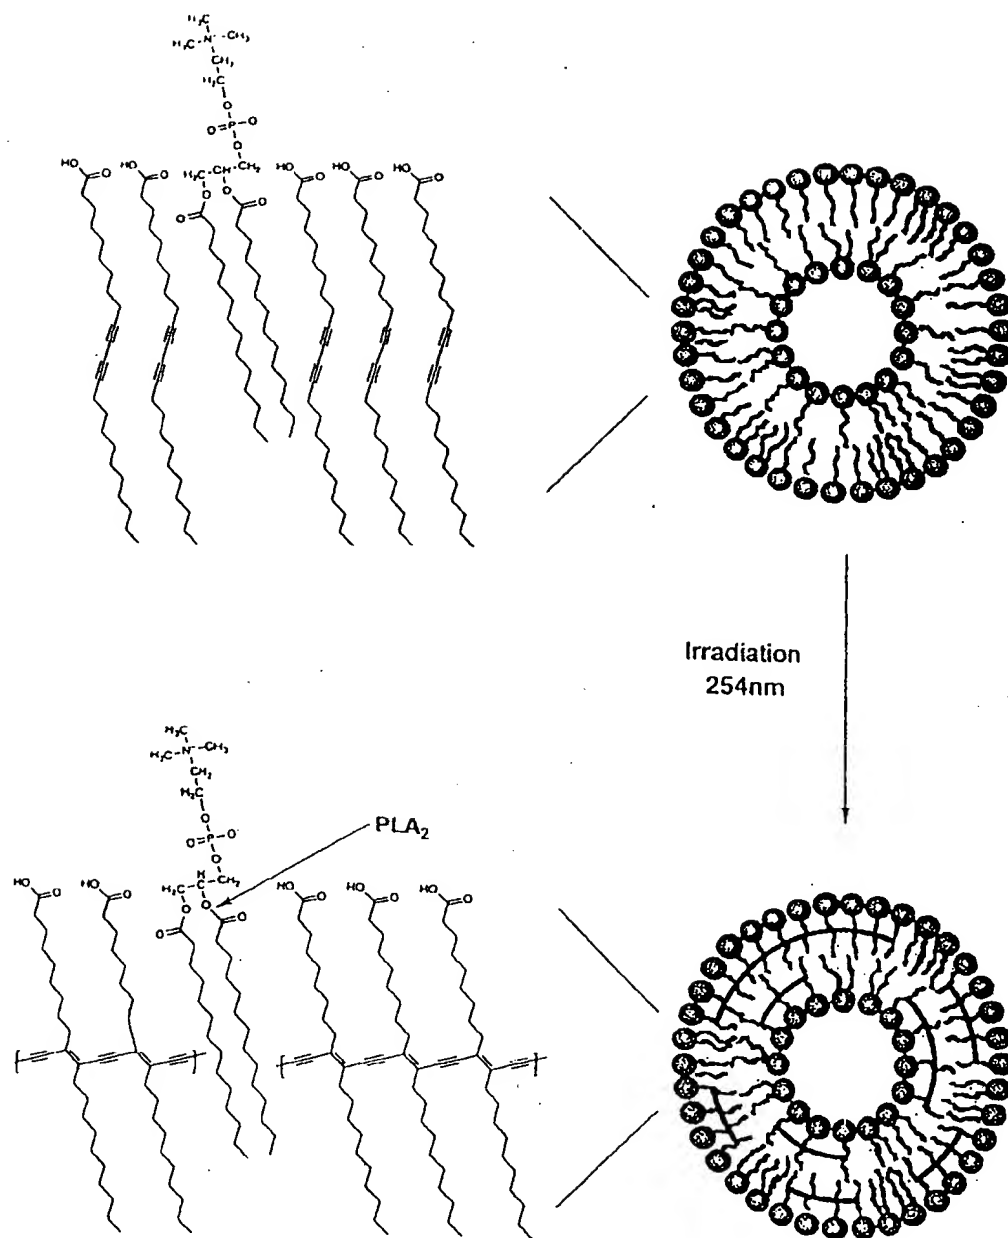 H₃C
H₃C N⁺ CH₃
CH₂
H₂C
O
O P O
O
HO O HO O H₂C CH CH₂ HO O HO O HO O
O O
O O
Irradiation
254nm
H₃C
H₃C N⁺ CH₃
CH₂
H₂C
O
PLA₂
O P O⁻
O
H
HO O HO O H₂C C CH₂ HO O HO O HO O
O O
O O